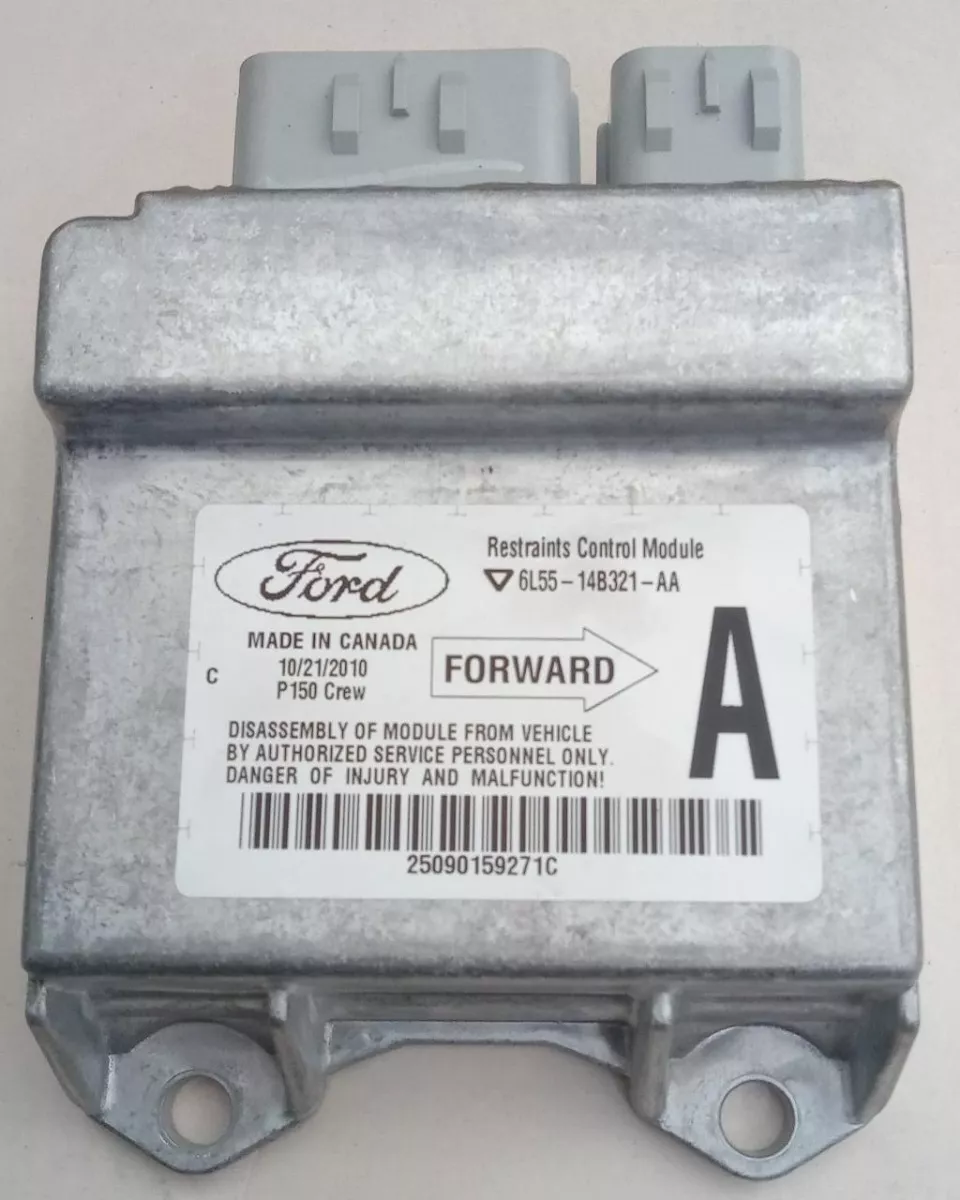 Ford
Restraints Control Module
6L55-14B321-AA
MADE IN CANADA
10/21/2010
P150 Crew
C
FORWARD
A
DISASSEMBLY OF MODULE FROM VEHICLE
BY AUTHORIZED SERVICE PERSONNEL ONLY.
DANGER OF INJURY AND MALFUNCTION!
25090159271C